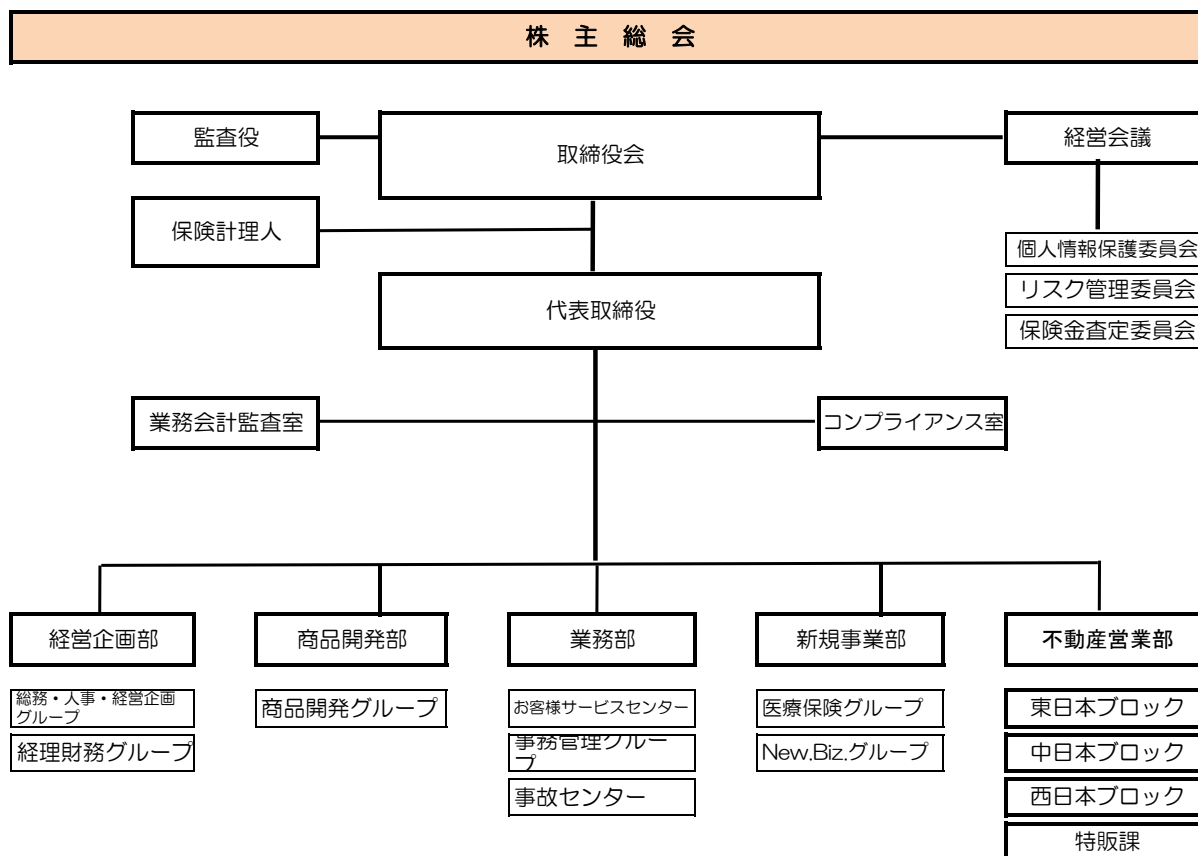 株 主 総 会
監査役
取締役会
経営会議
保険計理人
個人情報保護委員会
リスク管理委員会
保険金査定委員会
代表取締役
業務会計監査室
コンプライアンス室
経営企画部
商品開発部
業務部
新規事業部
不動産営業部
総務・人事・経営企画
グループ
経理財務グループ
商品開発グループ
お客様サービスセンター
事務管理グルー
プ
事故センター
医療保険グループ
New.Biz.グループ
東日本ブロック
中日本ブロック
西日本ブロック
特販課